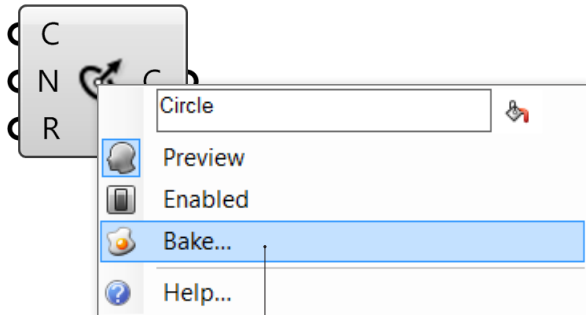 C
N C
R
Circle
Preview
Enabled
Bake...
Help...